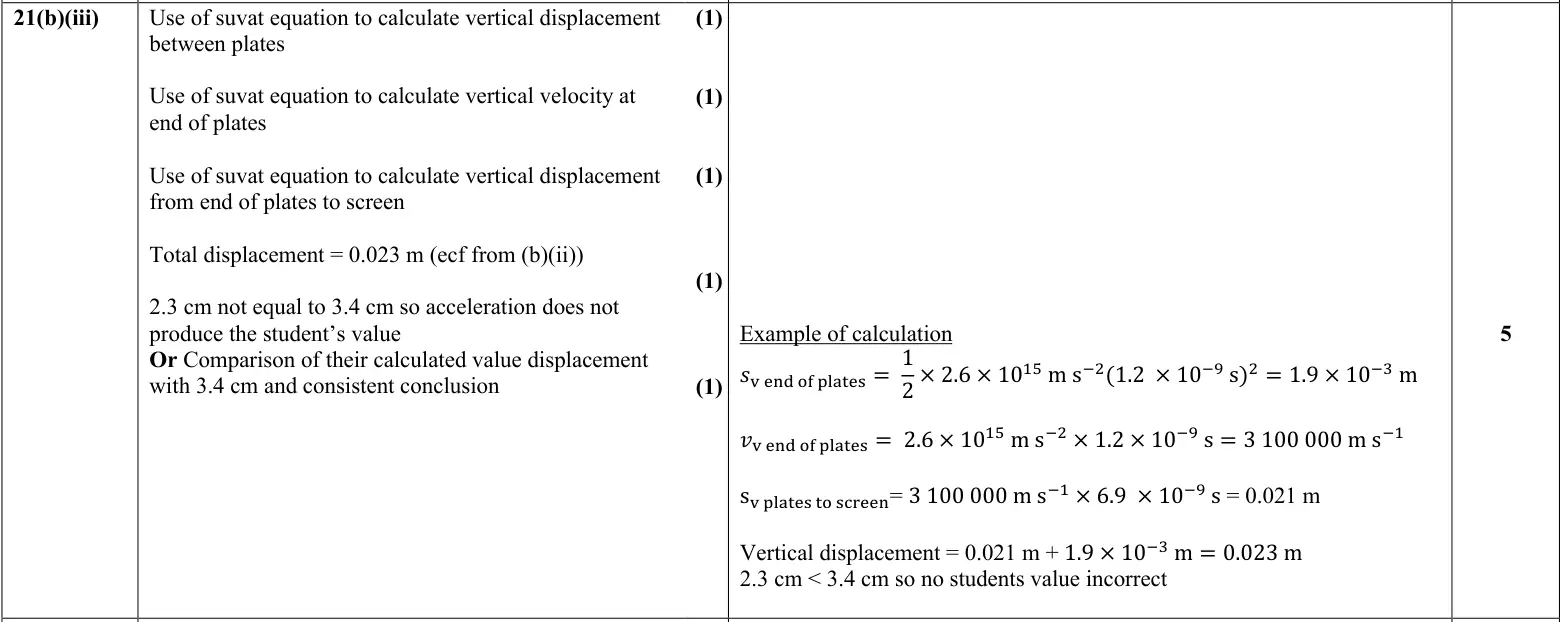 21(b)(iii)
Use of suvat equation to calculate vertical displacement (1)
between plates
Use of suvat equation to calculate vertical velocity at (1)
end of plates
Use of suvat equation to calculate vertical displacement (1)
from end of plates to screen
Total displacement = 0.023 m (ecf from (b)(ii))
(1)
2.3 cm not equal to 3.4 cm so acceleration does not
produce the student’s value
Or Comparison of their calculated value displacement
with 3.4 cm and consistent conclusion (1)
Example of calculation
s_v end of plates = 1/2 × 2.6 × 10¹⁵ m s⁻²(1.2 × 10⁻⁹ s)² = 1.9 × 10⁻³ m
v_v end of plates = 2.6 × 10¹⁵ m s⁻² × 1.2 × 10⁻⁹ s = 3 100 000 m s⁻¹
s_v plates to screen= 3 100 000 m s⁻¹ × 6.9 × 10⁻⁹ s = 0.021 m
Vertical displacement = 0.021 m + 1.9 × 10⁻³ m = 0.023 m
2.3 cm < 3.4 cm so no students value incorrect
5